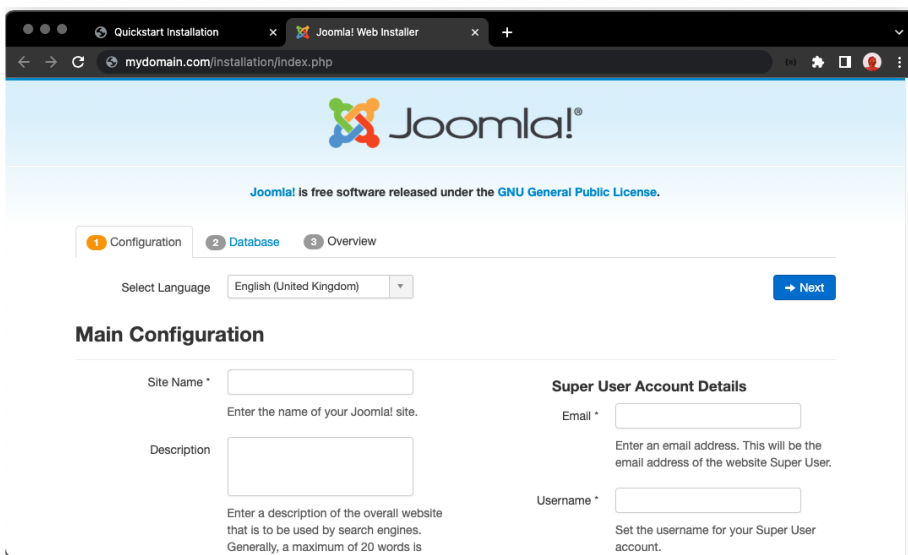 Quickstart Installation
Joomla! Web Installer
mydomain.com/installation/index.php
Joomla!®
Joomla! is free software released under the GNU General Public License.
1 Configuration
2 Database
3 Overview
Select Language
English (United Kingdom)
Next
Main Configuration
Site Name *
Enter the name of your Joomla! site.
Description
Enter a description of the overall website
that is to be used by search engines.
Generally, a maximum of 20 words is
Super User Account Details
Email *
Enter an email address. This will be the
email address of the website Super User.
Username *
Set the username for your Super User
account.